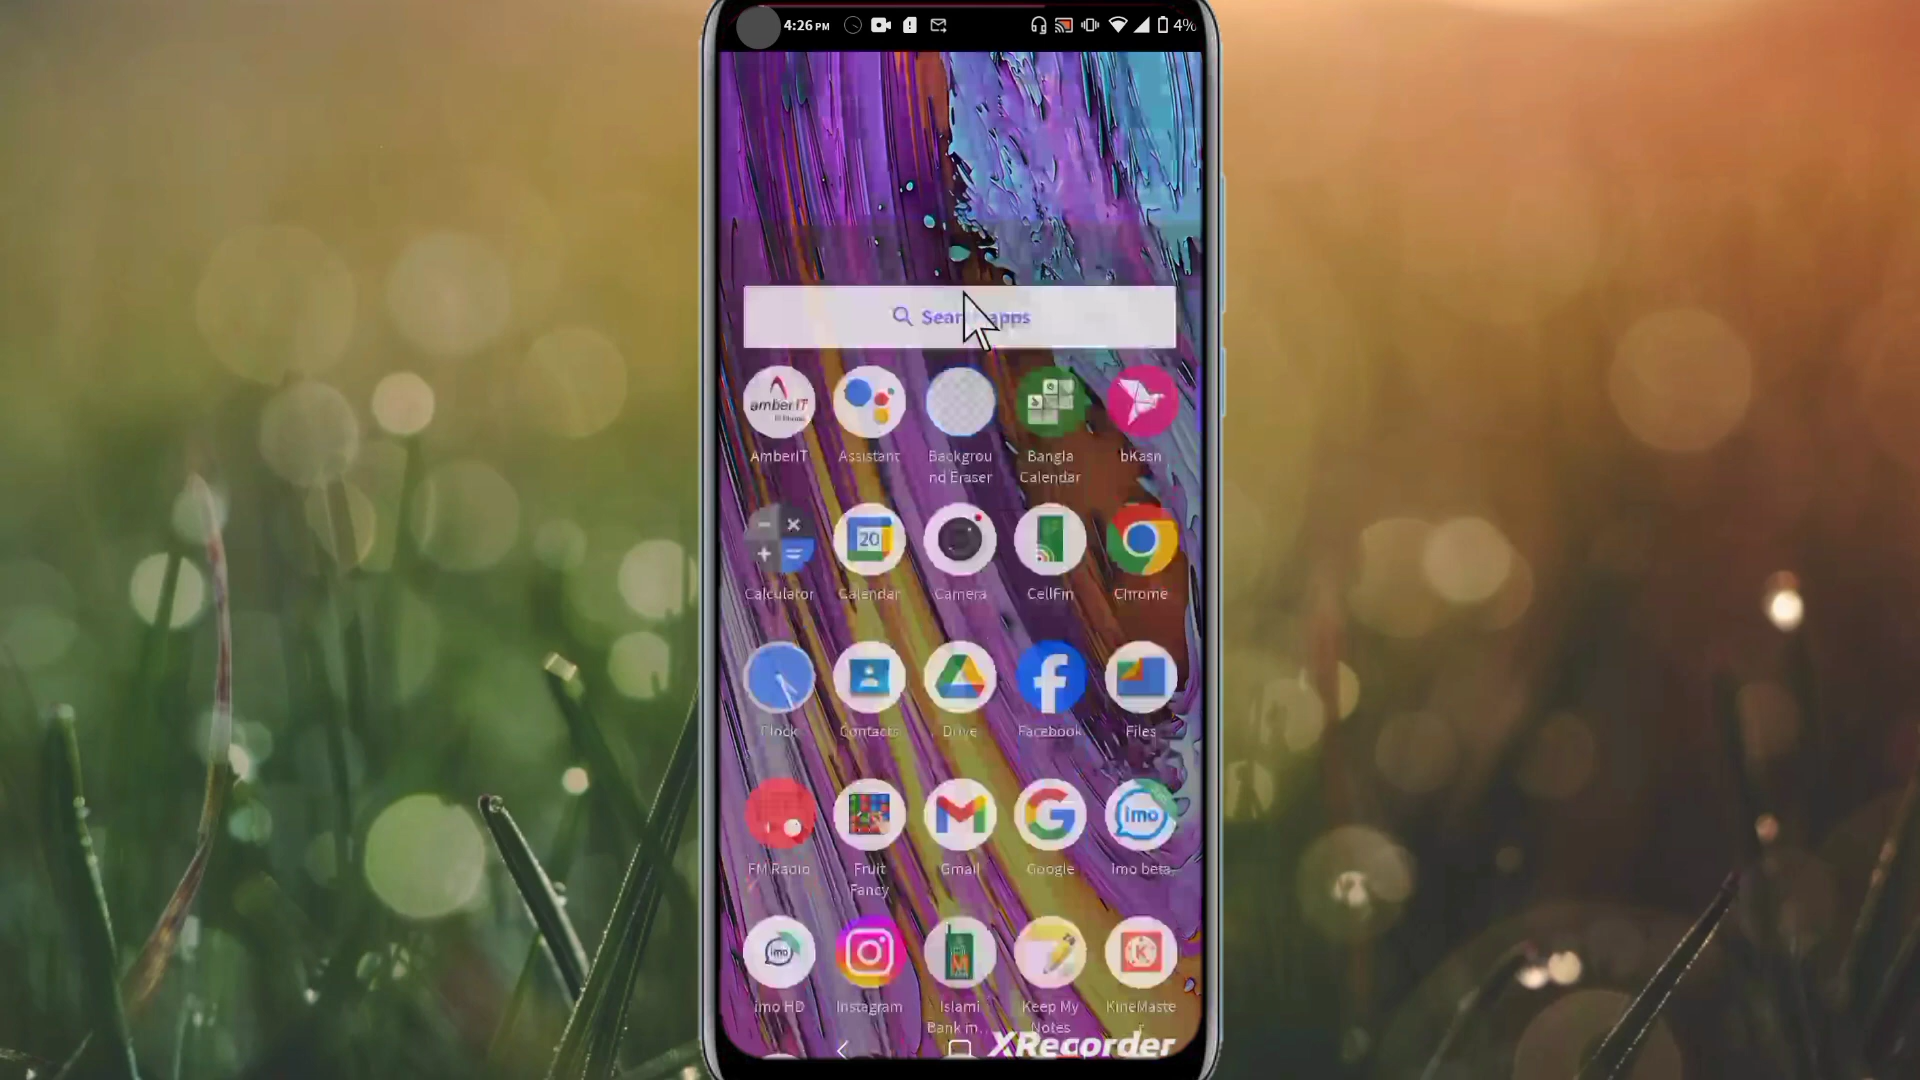 4:26 PM 4%
Search apps
amberIT
AmberIT Assistant Backgrou Bangla bKash
nd Eraser Calendar
20
Calculator Calendar Camera CellFin Chrome
Clock Contacts Drive Facebook Files
imo
FM Radio Fruit Gmail Google imo beta
Fancy
imo
imo HD Instagram Islami Keep My KineMaste
Bank m... Notes r
XRecorder